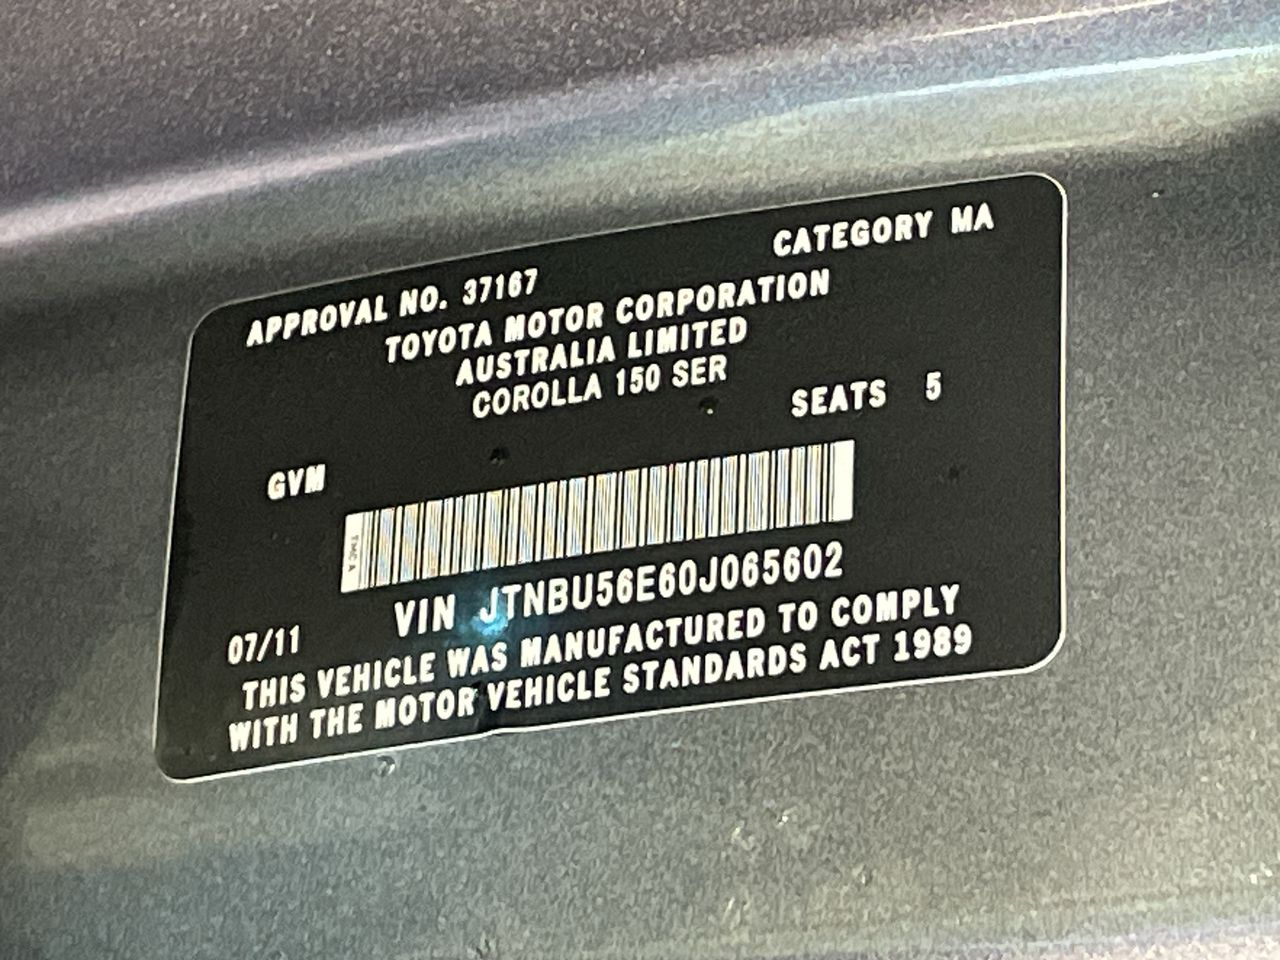 APPROVAL NO. 37167 CATEGORY MA
TOYOTA MOTOR CORPORATION
AUSTRALIA LIMITED
COROLLA 150 SER
GVM SEATS 5
TMCA
07/11 VIN JTNBU56E60J065602
THIS VEHICLE WAS MANUFACTURED TO COMPLY
WITH THE MOTOR VEHICLE STANDARDS ACT 1989